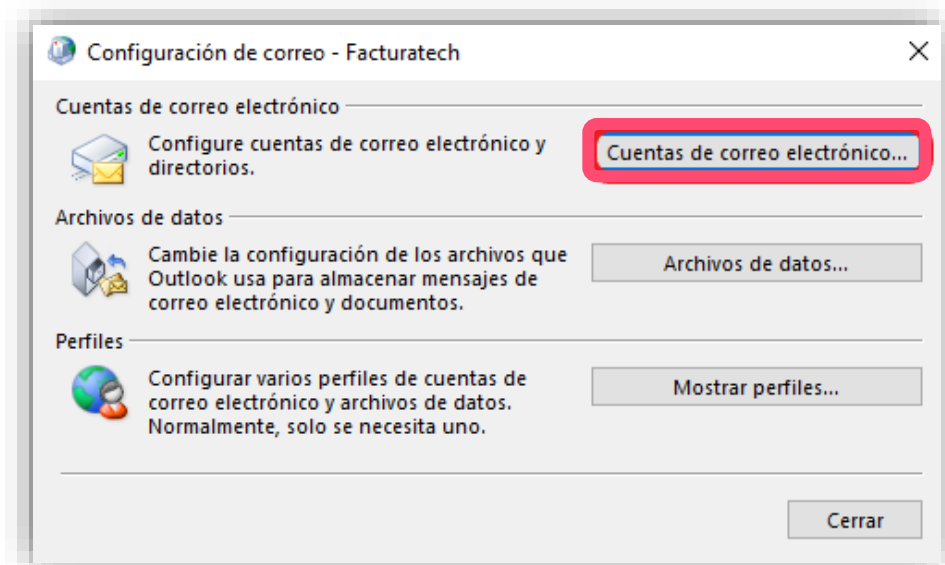 Configuración de correo - Facturatech
Cuentas de correo electrónico
Configure cuentas de correo electrónico y
directorios.
Cuentas de correo electrónico...
Archivos de datos
Cambie la configuración de los archivos que
Outlook usa para almacenar mensajes de
correo electrónico y documentos.
Archivos de datos...
Perfiles
Configurar varios perfiles de cuentas de
correo electrónico y archivos de datos.
Normalmente, solo se necesita uno.
Mostrar perfiles...
Cerrar